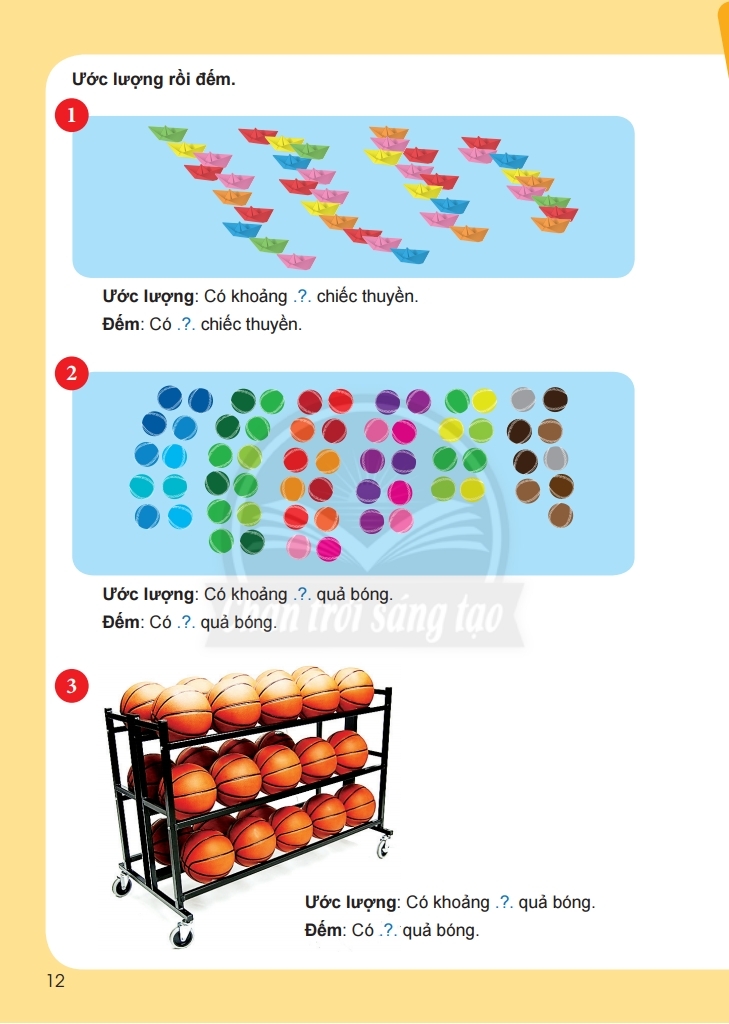 Ước lượng rồi đếm.
1
Ước lượng: Có khoảng .?. chiếc thuyền.
Đếm: Có .?. chiếc thuyền.
2
Ước lượng: Có khoảng .?. quả bóng.
Đếm: Có .?. quả bóng.
Chân trời sáng tạo
3
Ước lượng: Có khoảng .?. quả bóng.
Đếm: Có .?. quả bóng.
12